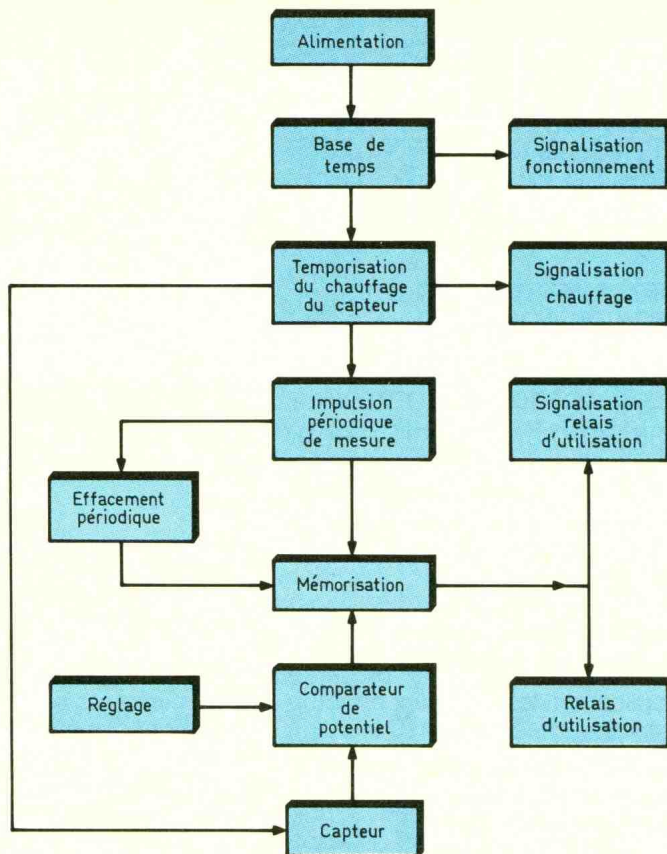 Alimentation
Base de
temps
Signalisation
fonctionnement
Temporisation
du chauffage
du capteur
Signalisation
chauffage
Impulsion
périodique
de mesure
Signalisation
relais
d'utilisation
Effacement
périodique
Mémorisation
Réglage
Comparateur
de
potentiel
Relais
d'utilisation
Capteur